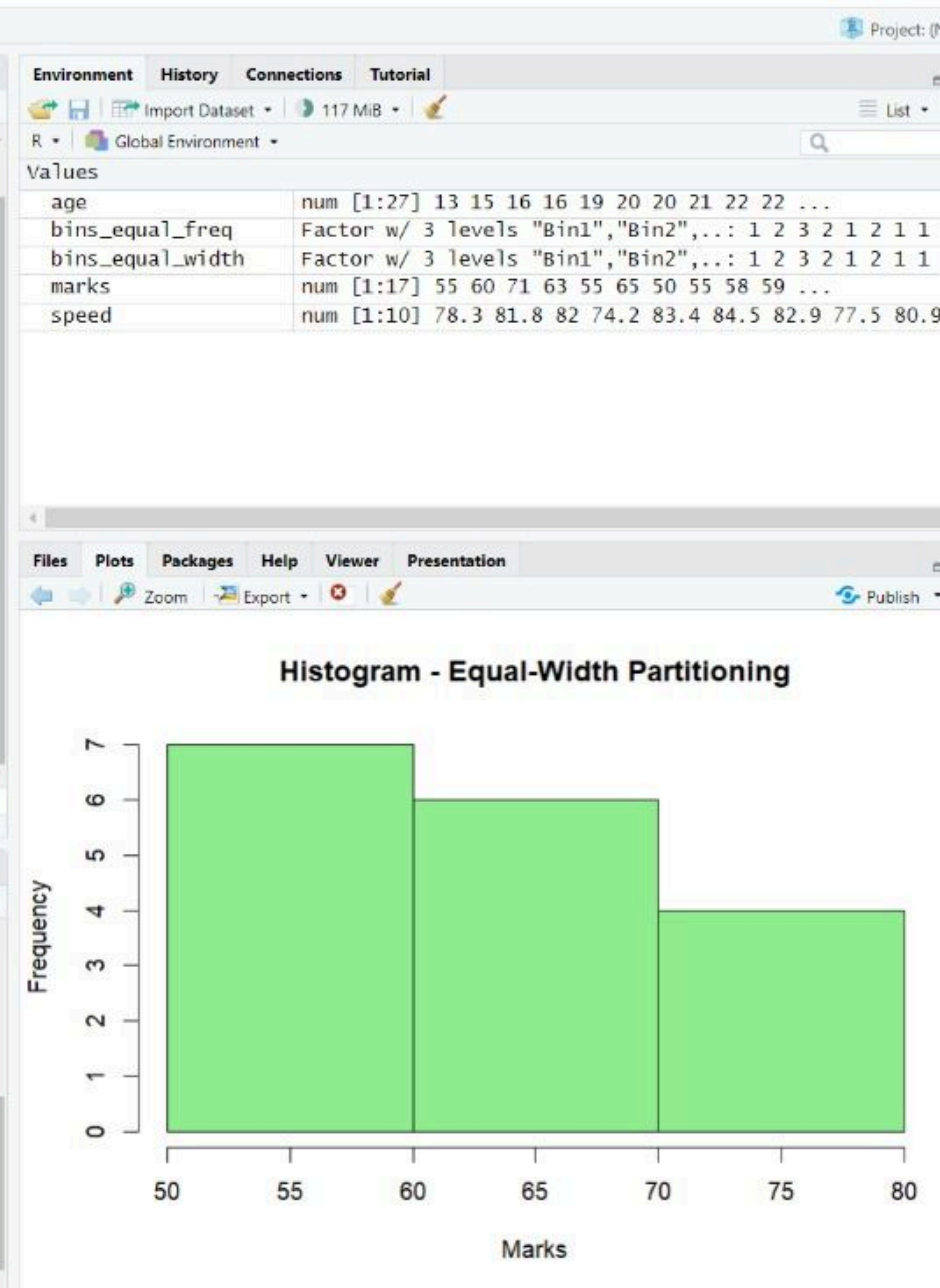 Project: (N
Environment History Connections Tutorial
Import Dataset 117 MiB List
R Global Environment
Values
age num [1:27] 13 15 16 16 19 20 20 21 22 22 ...
bins_equal_freq Factor w/ 3 levels "Bin1","Bin2",..: 1 2 3 2 1 2 1 1
bins_equal_width Factor w/ 3 levels "Bin1","Bin2",..: 1 2 3 2 1 2 1 1
marks num [1:17] 55 60 71 63 55 65 50 55 58 59 ...
speed num [1:10] 78.3 81.8 82 74.2 83.4 84.5 82.9 77.5 80.9
Files Plots Packages Help Viewer Presentation
Zoom Export Publish
Histogram - Equal-Width Partitioning
7
6
5
4
3
2
1
0
Frequency
50 55 60 65 70 75 80
Marks